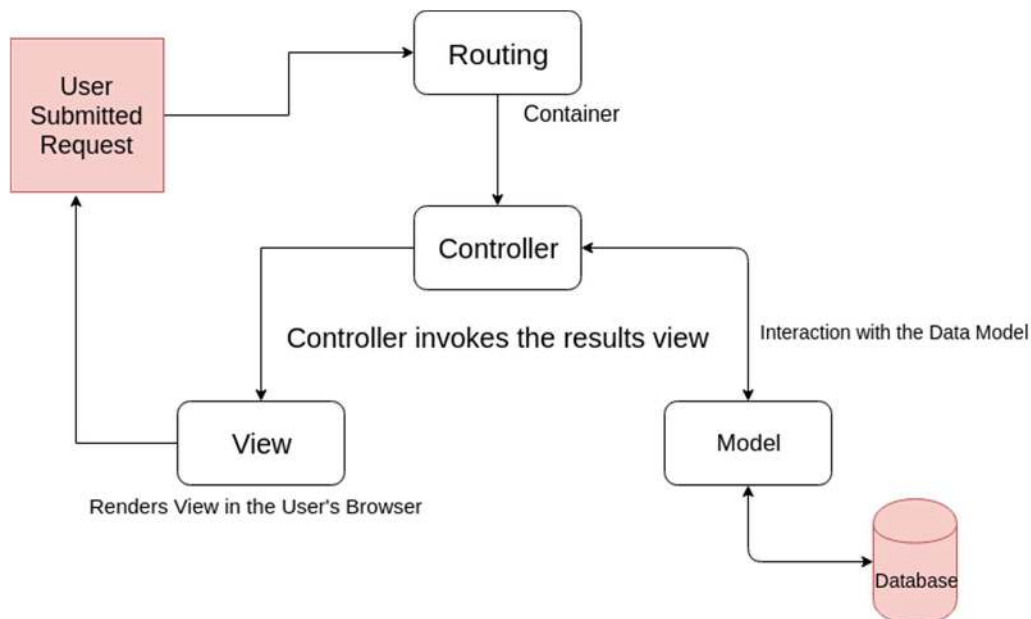 User
Submitted
Request
Routing
Container
Controller
Controller invokes the results view
Interaction with the Data Model
View
Model
Renders View in the User's Browser
Database